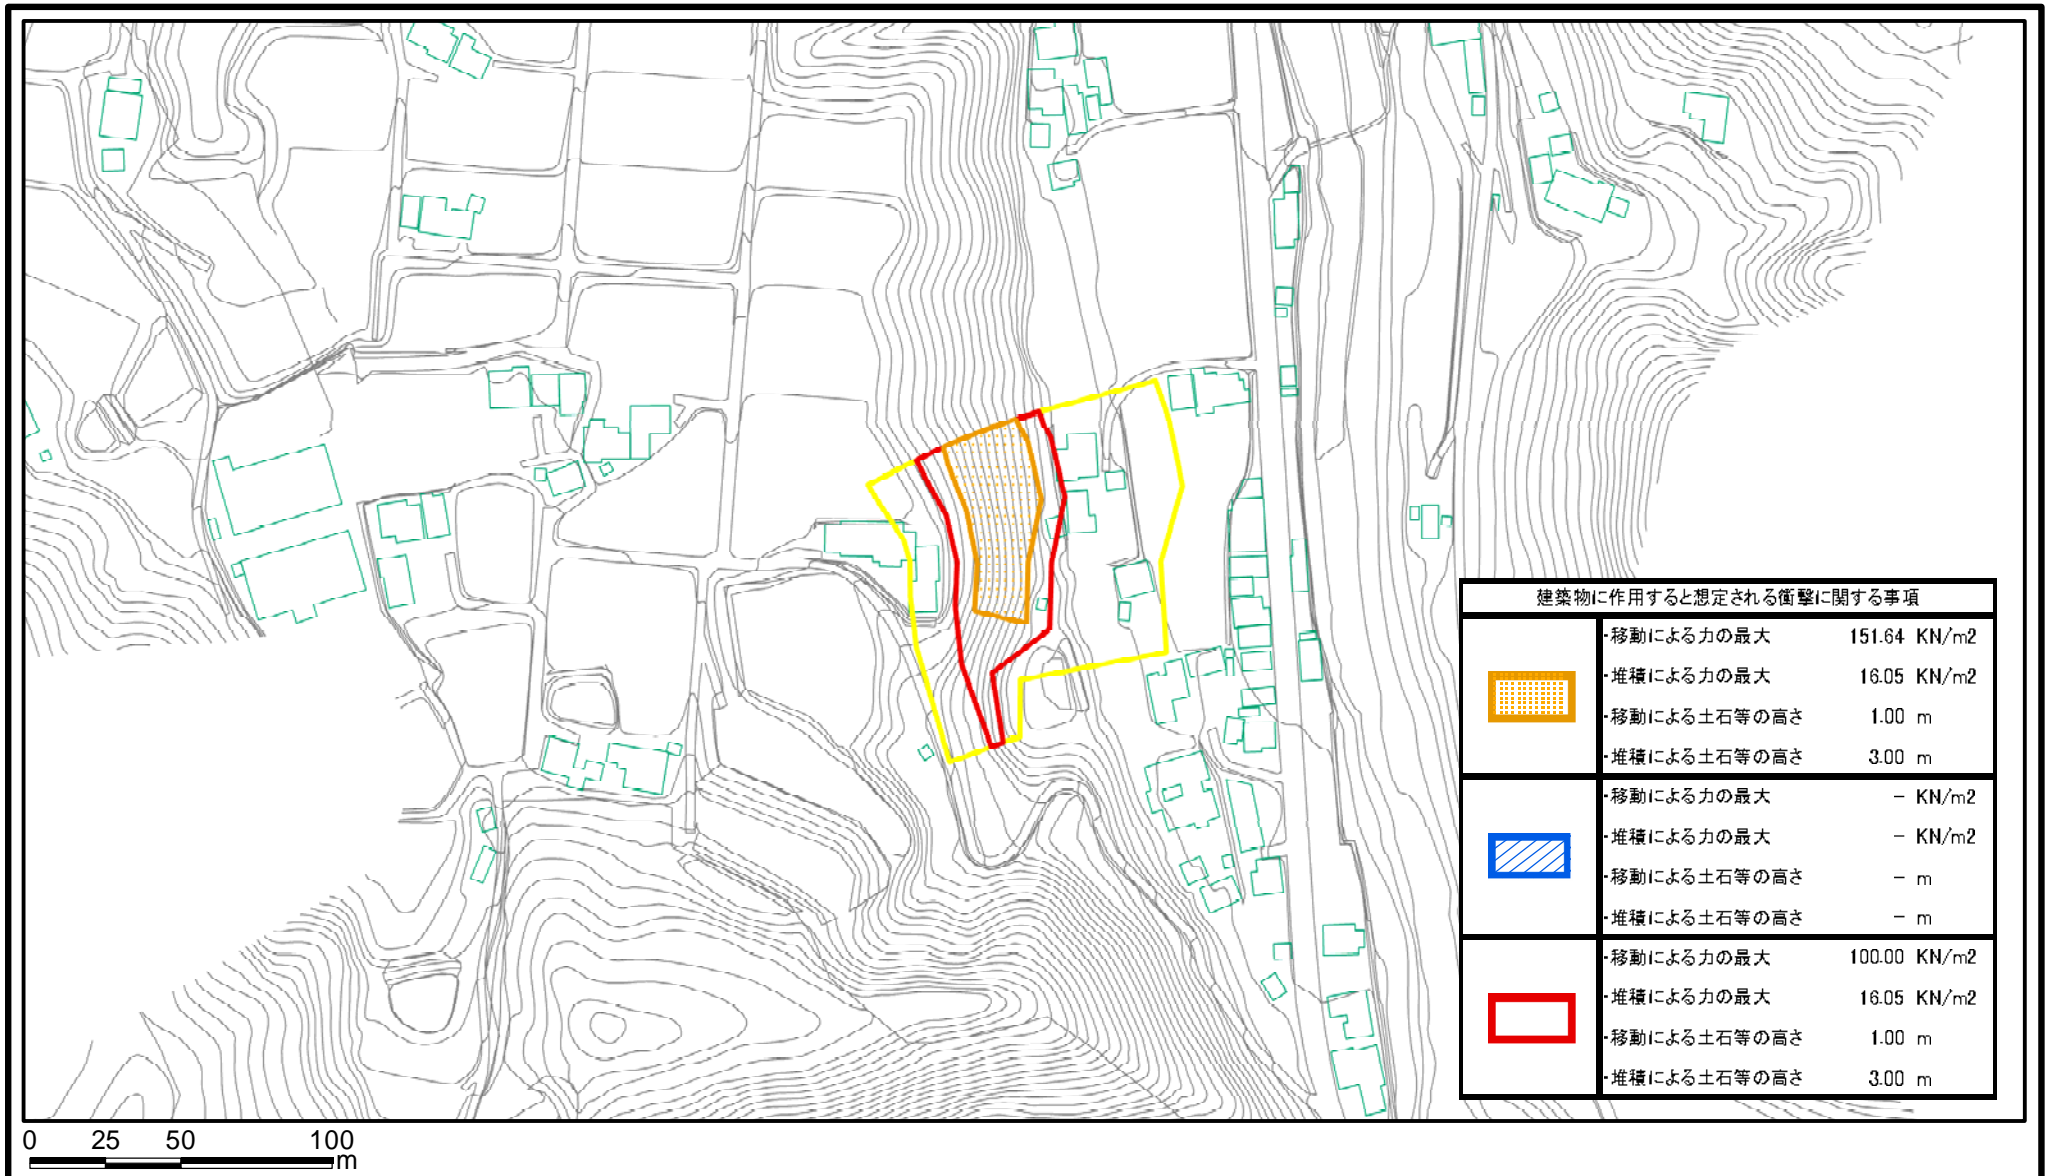 建築物に作用すると想定される衝撃に関する事項
・移動による力の最大 151.64 KN/m2
・堆積による力の最大 16.05 KN/m2
・移動による土石等の高さ 1.00 m
・堆積による土石等の高さ 3.00 m
・移動による力の最大 － KN/m2
・堆積による力の最大 － KN/m2
・移動による土石等の高さ － m
・堆積による土石等の高さ － m
・移動による力の最大 100.00 KN/m2
・堆積による力の最大 16.05 KN/m2
・移動による土石等の高さ 1.00 m
・堆積による土石等の高さ 3.00 m
0 25 50 100
m